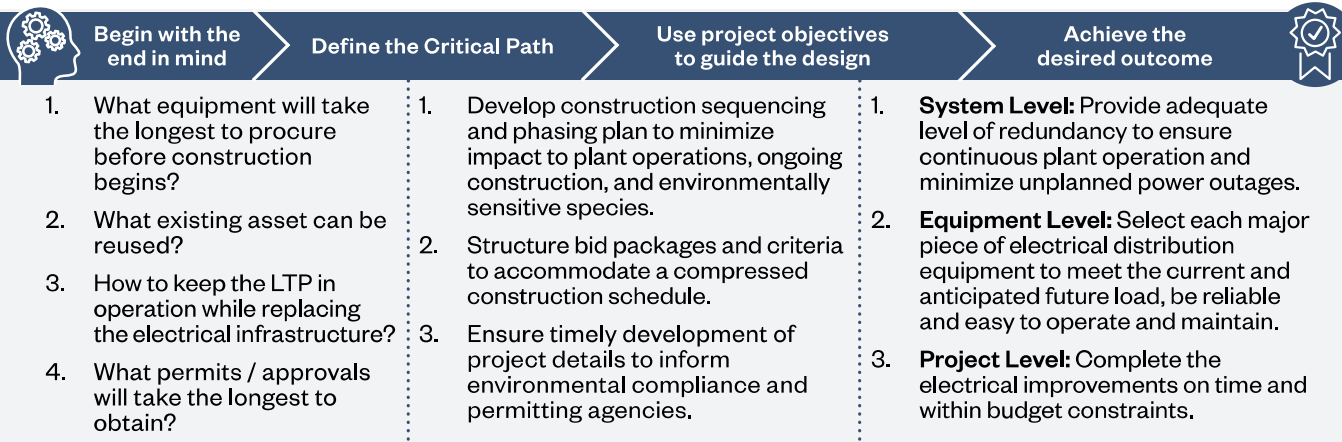 Begin with the
end in mind
Define the Critical Path
Use project objectives
to guide the design
Achieve the
desired outcome
1. What equipment will take
the longest to procure
before construction
begins?
2. What existing asset can be
reused?
3. How to keep the LTP in
operation while replacing
the electrical infrastructure?
4. What permits / approvals
will take the longest to
obtain?
1. Develop construction sequencing
and phasing plan to minimize
impact to plant operations, ongoing
construction, and environmentally
sensitive species.
2. Structure bid packages and criteria
to accommodate a compressed
construction schedule.
3. Ensure timely development of
project details to inform
environmental compliance and
permitting agencies.
1. System Level: Provide adequate
level of redundancy to ensure
continuous plant operation and
minimize unplanned power outages.
2. Equipment Level: Select each major
piece of electrical distribution
equipment to meet the current and
anticipated future load, be reliable
and easy to operate and maintain.
3. Project Level: Complete the
electrical improvements on time and
within budget constraints.